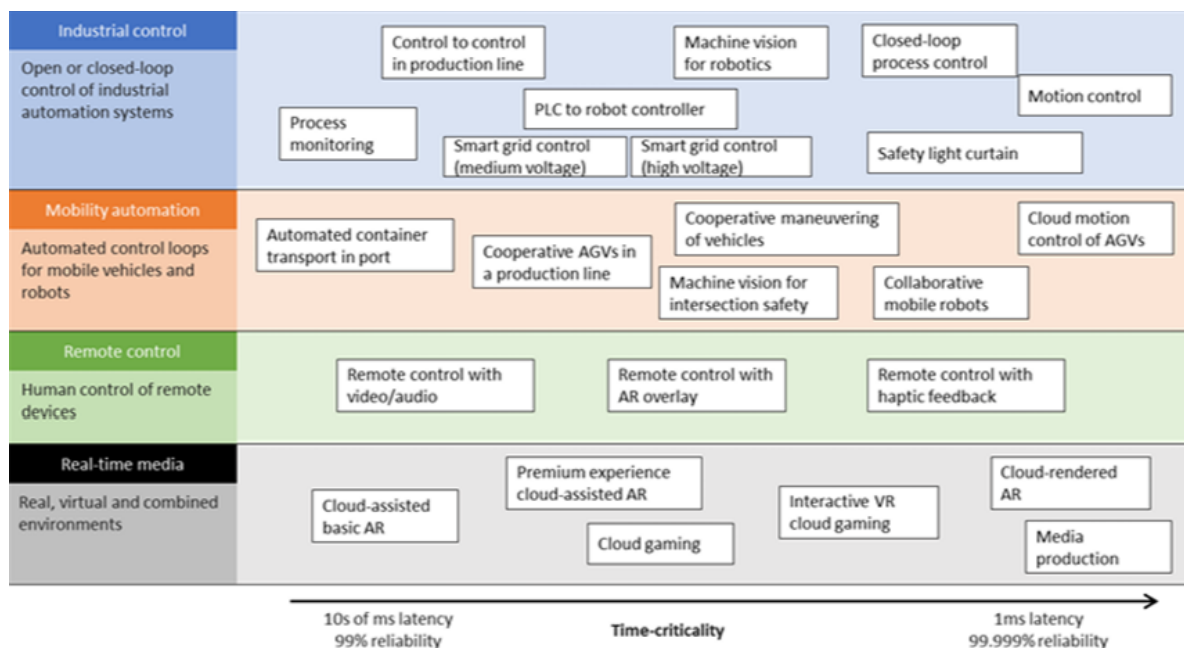 Industrial control
Open or closed-loop
control of industrial
automation systems
Control to control
in production line
Machine vision
for robotics
Closed-loop
process control
Motion control
PLC to robot controller
Process
monitoring
Smart grid control
(medium voltage)
Smart grid control
(high voltage)
Safety light curtain
Mobility automation
Automated control loops
for mobile vehicles and
robots
Automated container
transport in port
Cooperative AGVs in
a production line
Cooperative maneuvering
of vehicles
Machine vision for
intersection safety
Collaborative
mobile robots
Cloud motion
control of AGVs
Remote control
Human control of remote
devices
Remote control with
video/audio
Remote control with
AR overlay
Remote control with
haptic feedback
Real-time media
Real, virtual and combined
environments
Cloud-assisted
basic AR
Premium experience
cloud-assisted AR
Cloud gaming
Interactive VR
cloud gaming
Cloud-rendered
AR
Media
production
10s of ms latency
99% reliability
Time-criticality
1ms latency
99.999% reliability